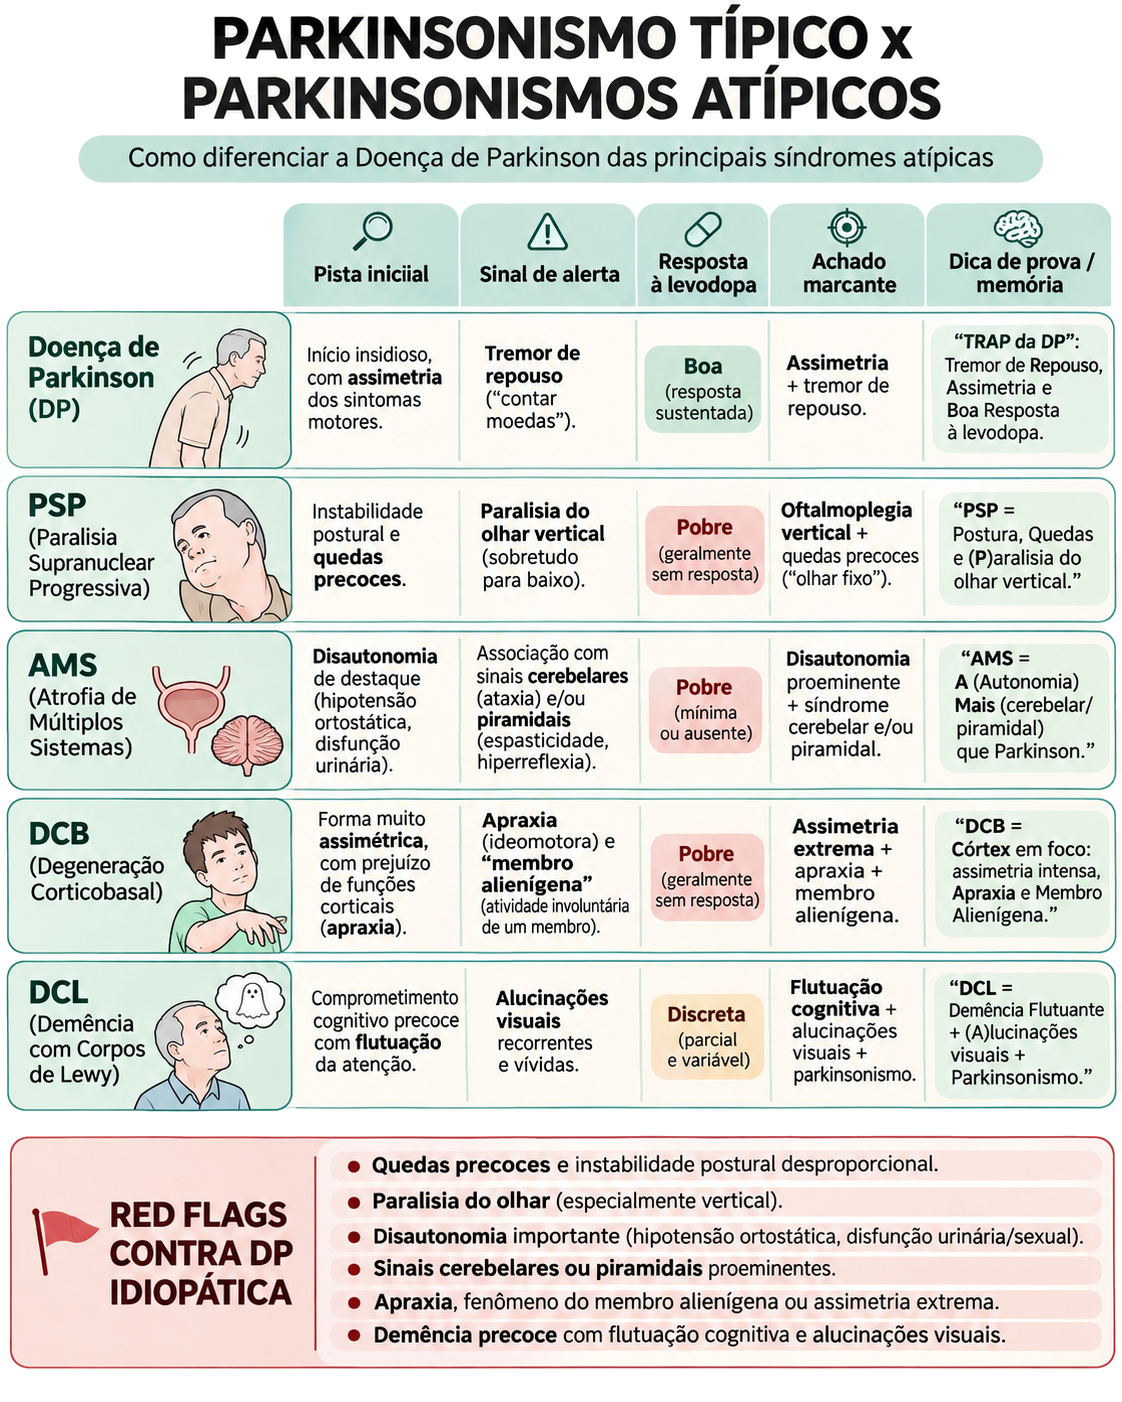 PARKINSONISMO TÍPICO x
PARKINSONISMOS ATÍPICOS
Como diferenciar a Doença de Parkinson das principais síndromes atípicas
Pista iniciial
Sinal de alerta
Resposta
à levodopa
Achado
marcante
Dica de prova /
memória
Doença de
Parkinson
(DP)
Início insidioso,
com assimetria
dos sintomas
motores.
Tremor de
repouso
(“contar
moedas”).
Boa
(resposta
sustentada)
Assimetria
+ tremor de
repouso.
“TRAP da DP”:
Tremor de Repouso,
Assimetria e
Boa Resposta
à levodopa.
PSP
(Paralisia
Supranuclear
Progressiva)
Instabilidade
postural e
quedas
precoces.
Paralisia do
olhar vertical
(sobretudo
para baixo).
Pobre
(geralmente
sem resposta)
Oftalmoplegia
vertical +
quedas precoces
(“olhar fixo”).
“PSP =
Postura, Quedas
e (P)aralisia do
olhar vertical.”
AMS
(Atrofia de
Múltiplos
Sistemas)
Disautonomia
de destaque
(hipotensão
ortostática,
disfunção
urinária).
Associação com
sinais cerebelares
(ataxia) e/ou
piramidais
(espasticidade,
hiperreflexia).
Pobre
(mínima
ou ausente)
Disautonomia
proeminente
+ síndrome
cerebelar e/ou
piramidal.
“AMS =
A (Autonomia)
Mais (cerebelar/
piramidal)
que Parkinson.”
DCB
(Degeneração
Corticobasal)
Forma muito
assimétrica,
com prejuízo
de funções
corticais
(apraxia).
Apraxia
(ideomotora) e
“membro
alienígena”
(atividade involuntária
de um membro).
Pobre
(geralmente
sem resposta)
Assimetria
extrema +
apraxia +
membro
alienígena.
“DCB =
Córtex em foco:
assimetria intensa,
Apraxia e Membro
Alienígena.”
DCL
(Demência
com Corpos
de Lewy)
Comprometimento
cognitivo precoce
com flutuação
da atenção.
Alucinações
visuais
recorrentes
e vívidas.
Discreta
(parcial
e variável)
Flutuação
cognitiva +
alucinações
visuais +
parkinsonismo.
“DCL =
Demência Flutuante
+ (A)lucinações
visuais +
Parkinsonismo.”
RED FLAGS
CONTRA DP
IDIOPÁTICA
• Quedas precoces e instabilidade postural desproporcional.
• Paralisia do olhar (especialmente vertical).
• Disautonomia importante (hipotensão ortostática, disfunção urinária/sexual).
• Sinais cerebelares ou piramidais proeminentes.
• Apraxia, fenômeno do membro alienígena ou assimetria extrema.
• Demência precoce com flutuação cognitiva e alucinações visuais.